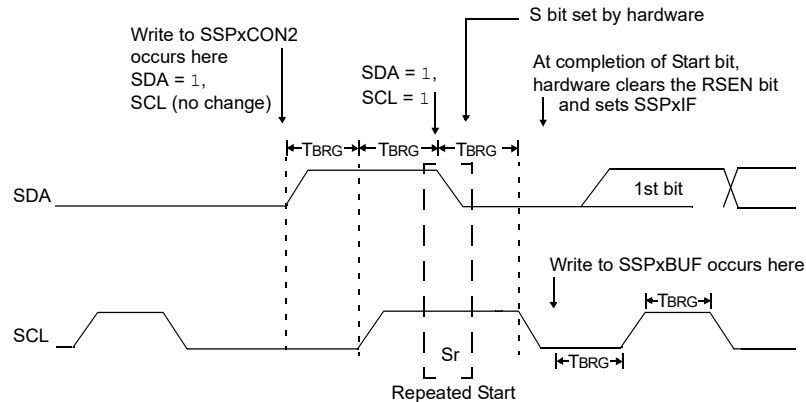 S bit set by hardware
Write to SSPxCON2
occurs here
SDA = 1,
SCL (no change)
SDA = 1,
SCL = 1
At completion of Start bit,
hardware clears the RSEN bit
and sets SSPxIF
TBRG
TBRG
TBRG
SDA
1st bit
Write to SSPxBUF occurs here
TBRG
SCL
Sr
TBRG
Repeated Start